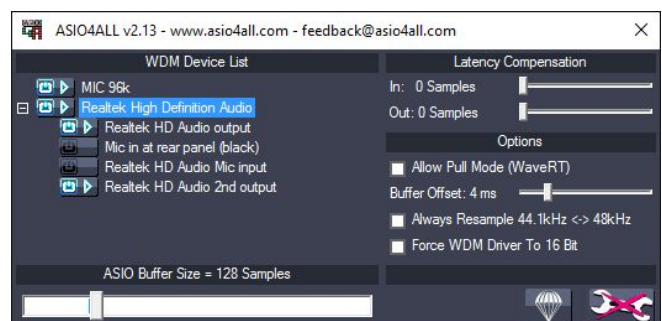 ASIO4ALL v2.13 - www.asio4all.com - feedback@asio4all.com
WDM Device List
MIC 96k
Realtek High Definition Audio
Realtek HD Audio output
Mic in at rear panel (black)
Realtek HD Audio Mic input
Realtek HD Audio 2nd output
ASIO Buffer Size = 128 Samples
Latency Compensation
In: 0 Samples
Out: 0 Samples
Options
Allow Pull Mode (WaveRT)
Buffer Offset: 4 ms
Always Resample 44.1kHz <-> 48kHz
Force WDM Driver To 16 Bit